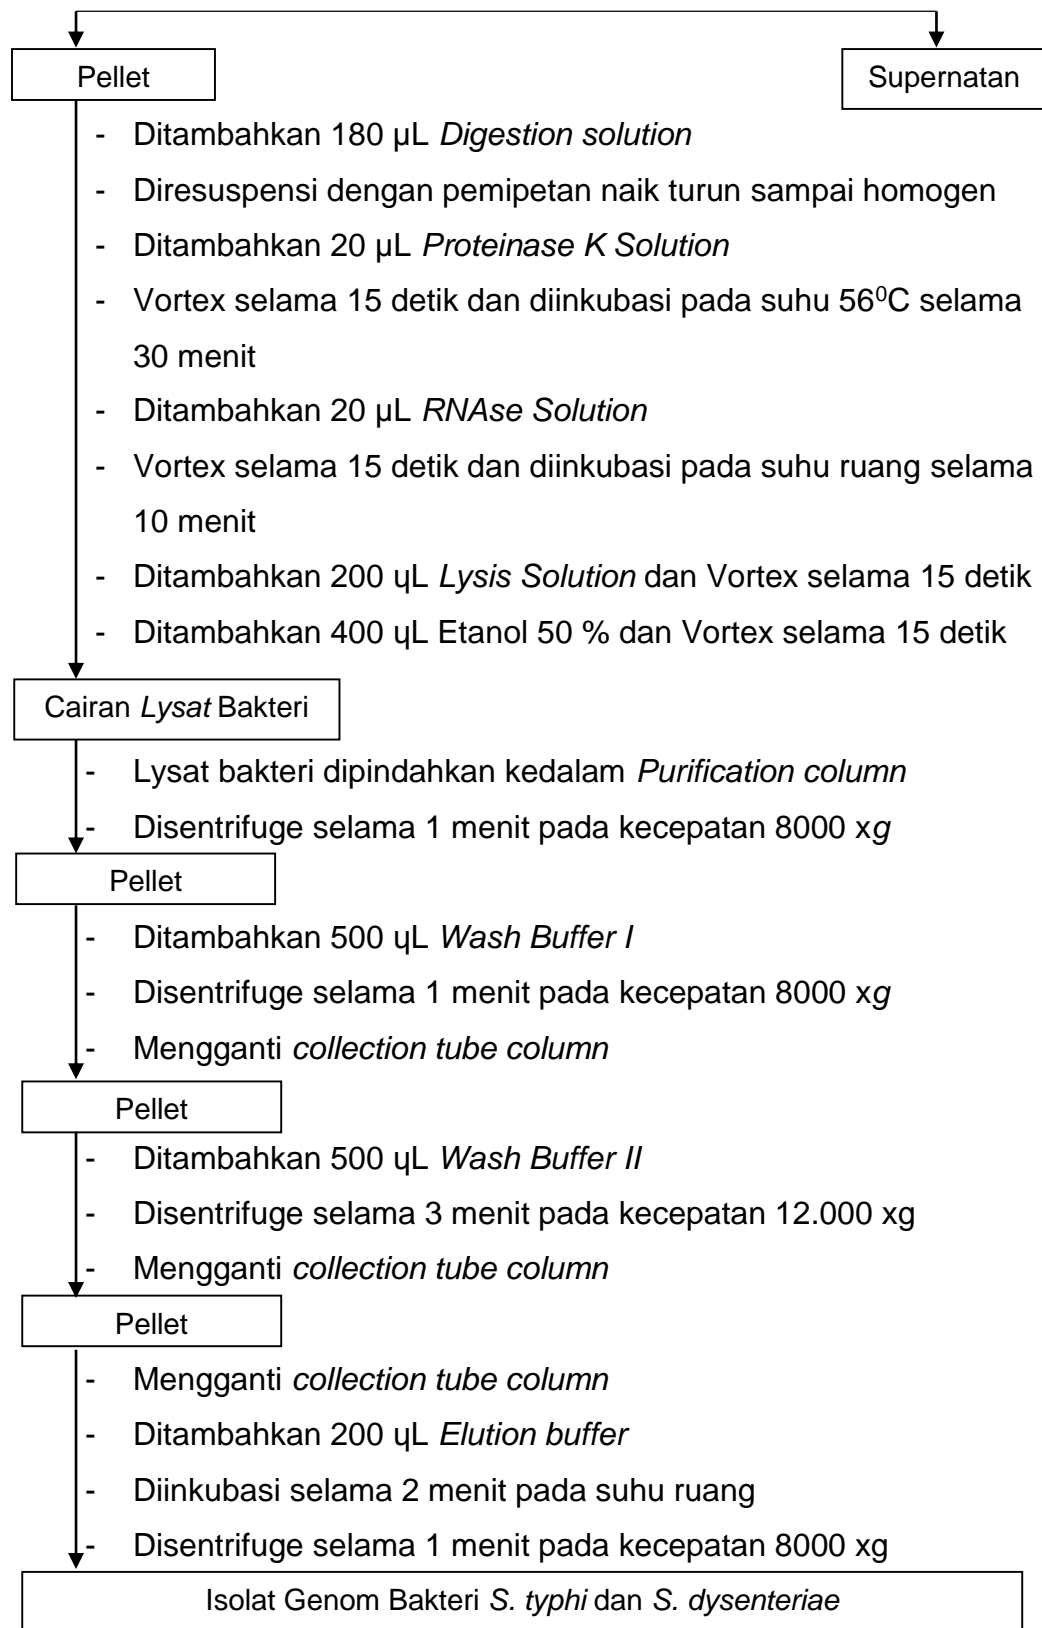 Pellet
Supernatan
- Ditambahkan 180 µL Digestion solution
- Diresuspensi dengan pemipetan naik turun sampai homogen
- Ditambahkan 20 µL Proteinase K Solution
- Vortex selama 15 detik dan diinkubasi pada suhu 56⁰C selama
30 menit
- Ditambahkan 20 µL RNAse Solution
- Vortex selama 15 detik dan diinkubasi pada suhu ruang selama
10 menit
- Ditambahkan 200 ɥL Lysis Solution dan Vortex selama 15 detik
- Ditambahkan 400 ɥL Etanol 50 % dan Vortex selama 15 detik
Cairan Lysat Bakteri
- Lysat bakteri dipindahkan kedalam Purification column
- Disentrifuge selama 1 menit pada kecepatan 8000 xg
Pellet
- Ditambahkan 500 ɥL Wash Buffer I
- Disentrifuge selama 1 menit pada kecepatan 8000 xg
- Mengganti collection tube column
Pellet
- Ditambahkan 500 ɥL Wash Buffer II
- Disentrifuge selama 3 menit pada kecepatan 12.000 xg
- Mengganti collection tube column
Pellet
- Mengganti collection tube column
- Ditambahkan 200 ɥL Elution buffer
- Diinkubasi selama 2 menit pada suhu ruang
- Disentrifuge selama 1 menit pada kecepatan 8000 xg
Isolat Genom Bakteri S. typhi dan S. dysenteriae